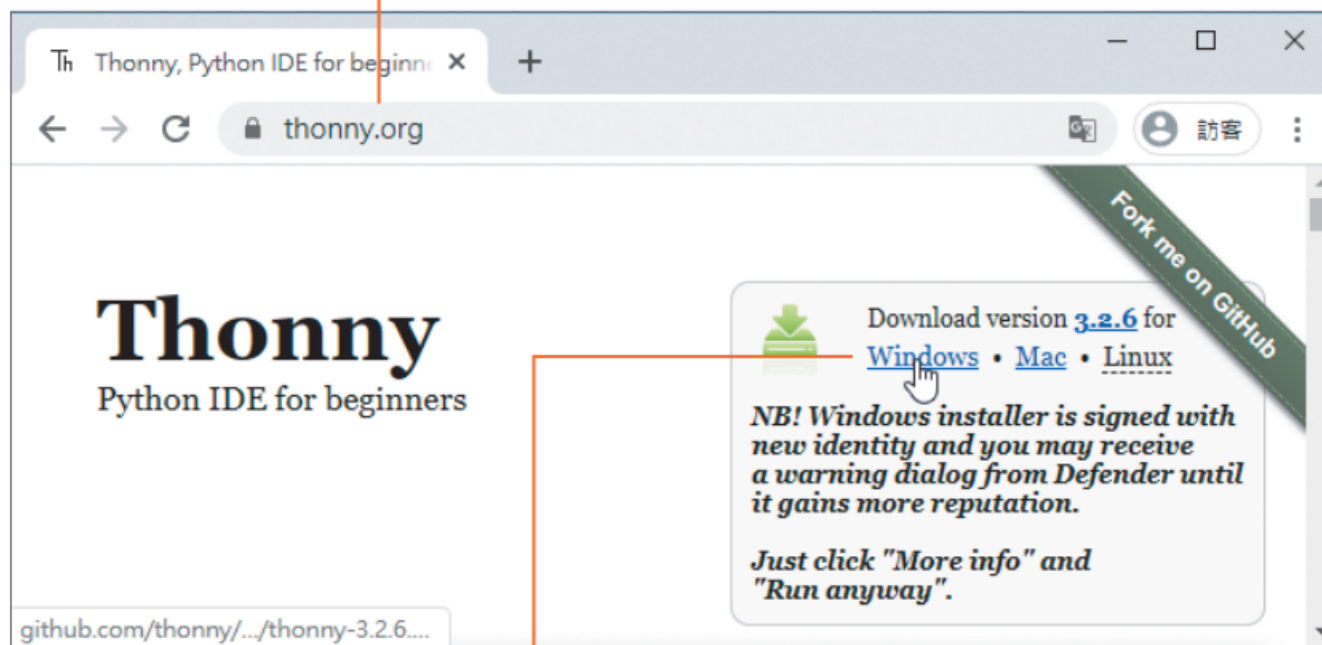 Th Thonny, Python IDE for beginne
thonny.org
訪客
Fork me on GitHub
Thonny
Python IDE for beginners
Download version 3.2.6 for
Windows • Mac • Linux
NB! Windows installer is signed with
new identity and you may receive
a warning dialog from Defender until
it gains more reputation.
Just click "More info" and
"Run anyway".
github.com/thonny/.../thonny-3.2.6....